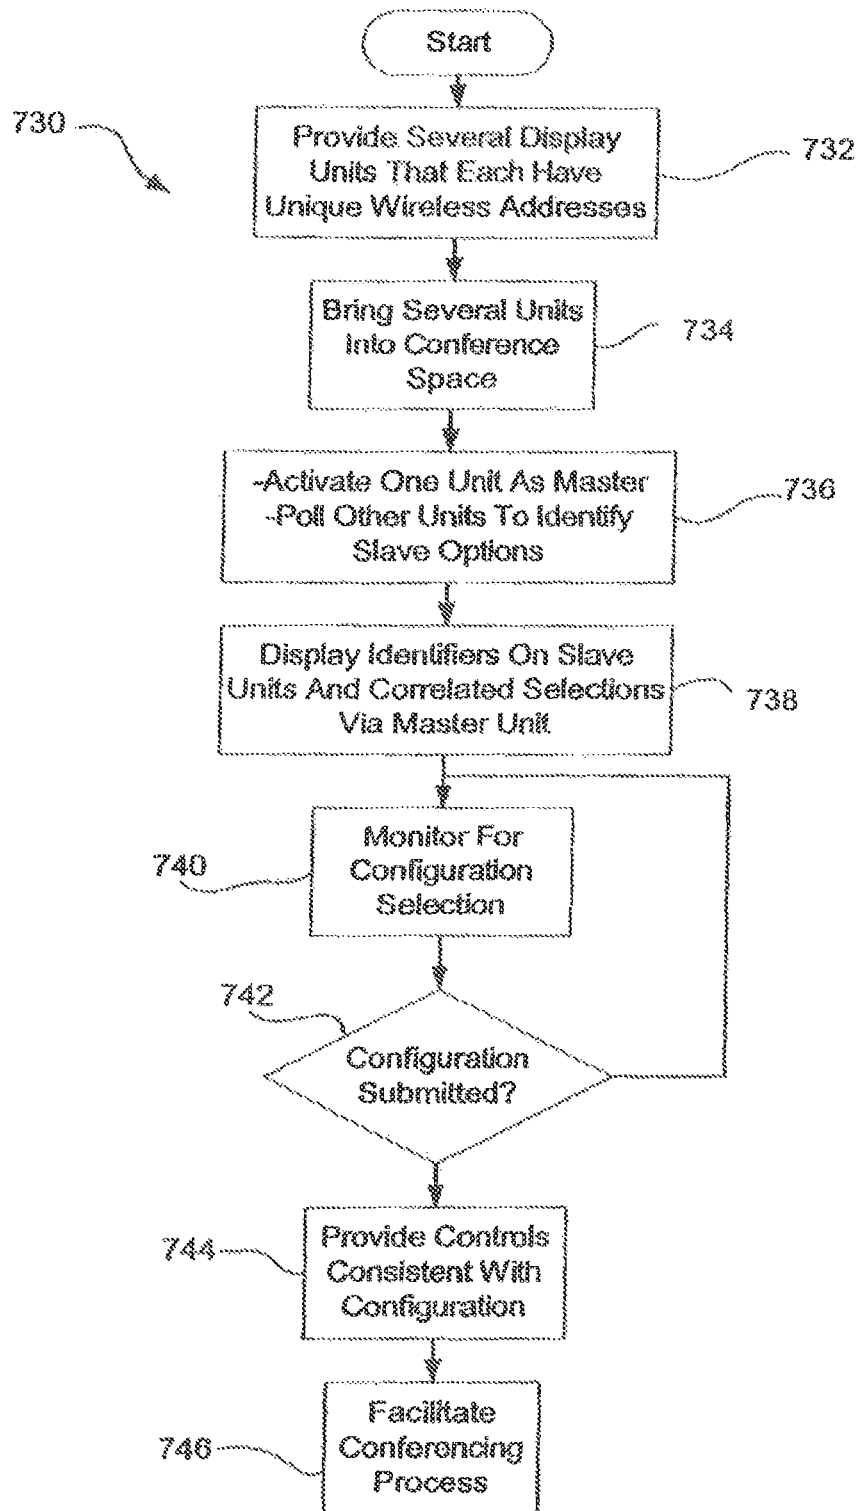 Start
730
Provide Several Display
Units That Each Have
Unique Wireless Addresses
732
Bring Several Units
Into Conference
Space
734
-Activate One Unit As Master
-Poll Other Units To Identify
Slave Options
736
Display Identifiers On Slave
Units And Correlated Selections
Via Master Unit
738
740
Monitor For
Configuration
Selection
742
Configuration
Submitted?
744
Provide Controls
Consistent With
Configuration
746
Facilitate
Conferencing
Process